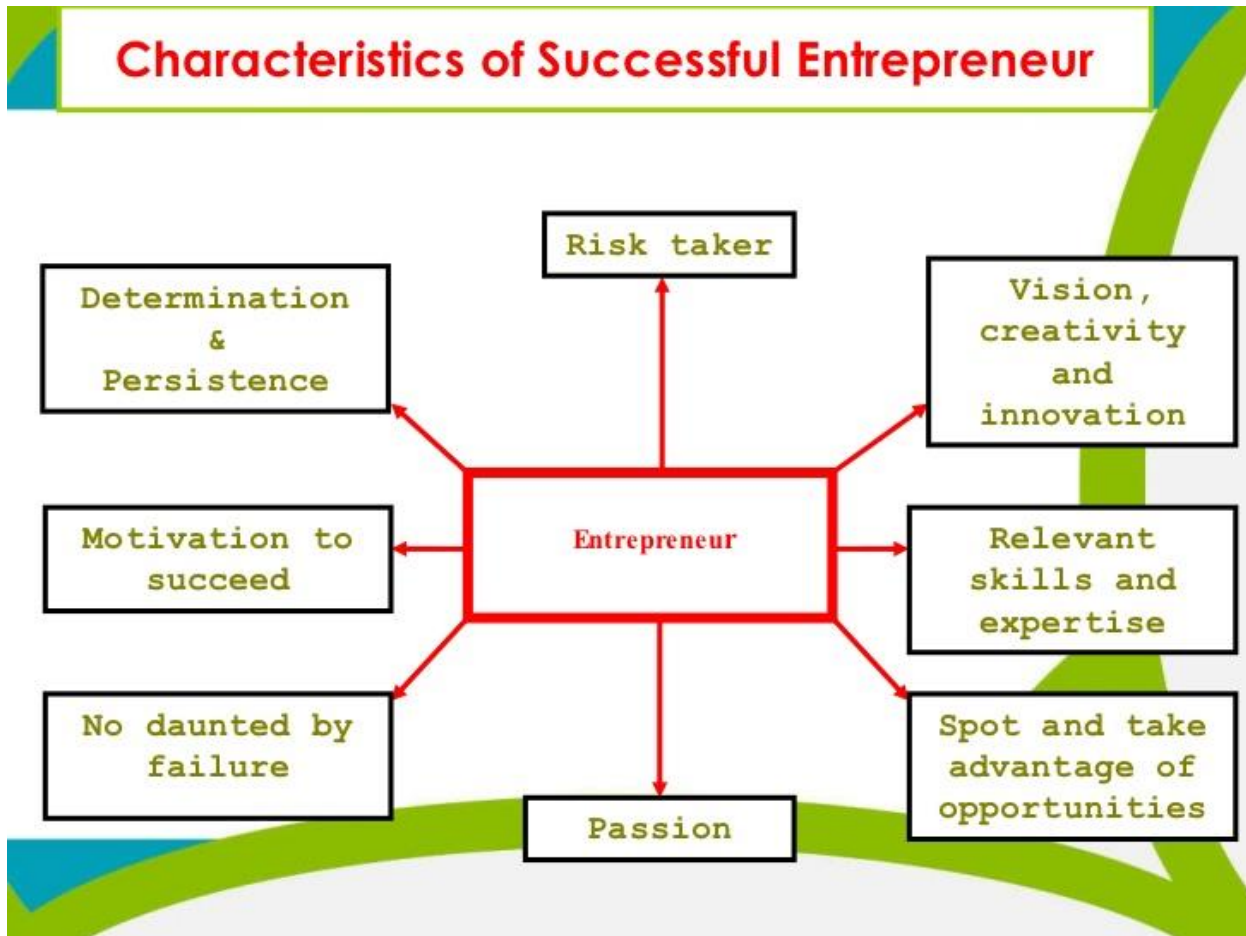 Characteristics of Successful Entrepreneur
Risk taker
Determination
&
Persistence
Vision,
creativity
and
innovation
Motivation to
succeed
Entrepreneur
Relevant
skills and
expertise
No daunted by
failure
Passion
Spot and take
advantage of
opportunities